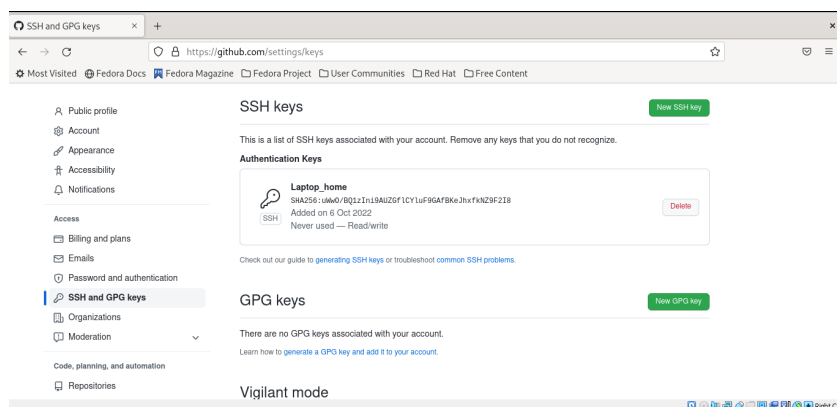 SSH and GPG keys
https://github.com/settings/keys
Most Visited Fedora Docs Fedora Magazine Fedora Project User Communities Red Hat Free Content
Public profile
Account
Appearance
Accessibility
Notifications
Access
Billing and plans
Emails
Password and authentication
SSH and GPG keys
Organizations
Moderation
Code, planning, and automation
Repositories
SSH keys
New SSH key
This is a list of SSH keys associated with your account. Remove any keys that you do not recognize.
Authentication Keys
Laptop_home
SHA256:uWwO/BQ1zIni9AUZGflCYluF9GAfBKeJhxfkNZ9F2I8
SSH
Added on 6 Oct 2022
Never used — Read/write
Delete
Check out our guide to generating SSH keys or troubleshoot common SSH problems.
GPG keys
New GPG key
There are no GPG keys associated with your account.
Learn how to generate a GPG key and add it to your account.
Vigilant mode
Right C